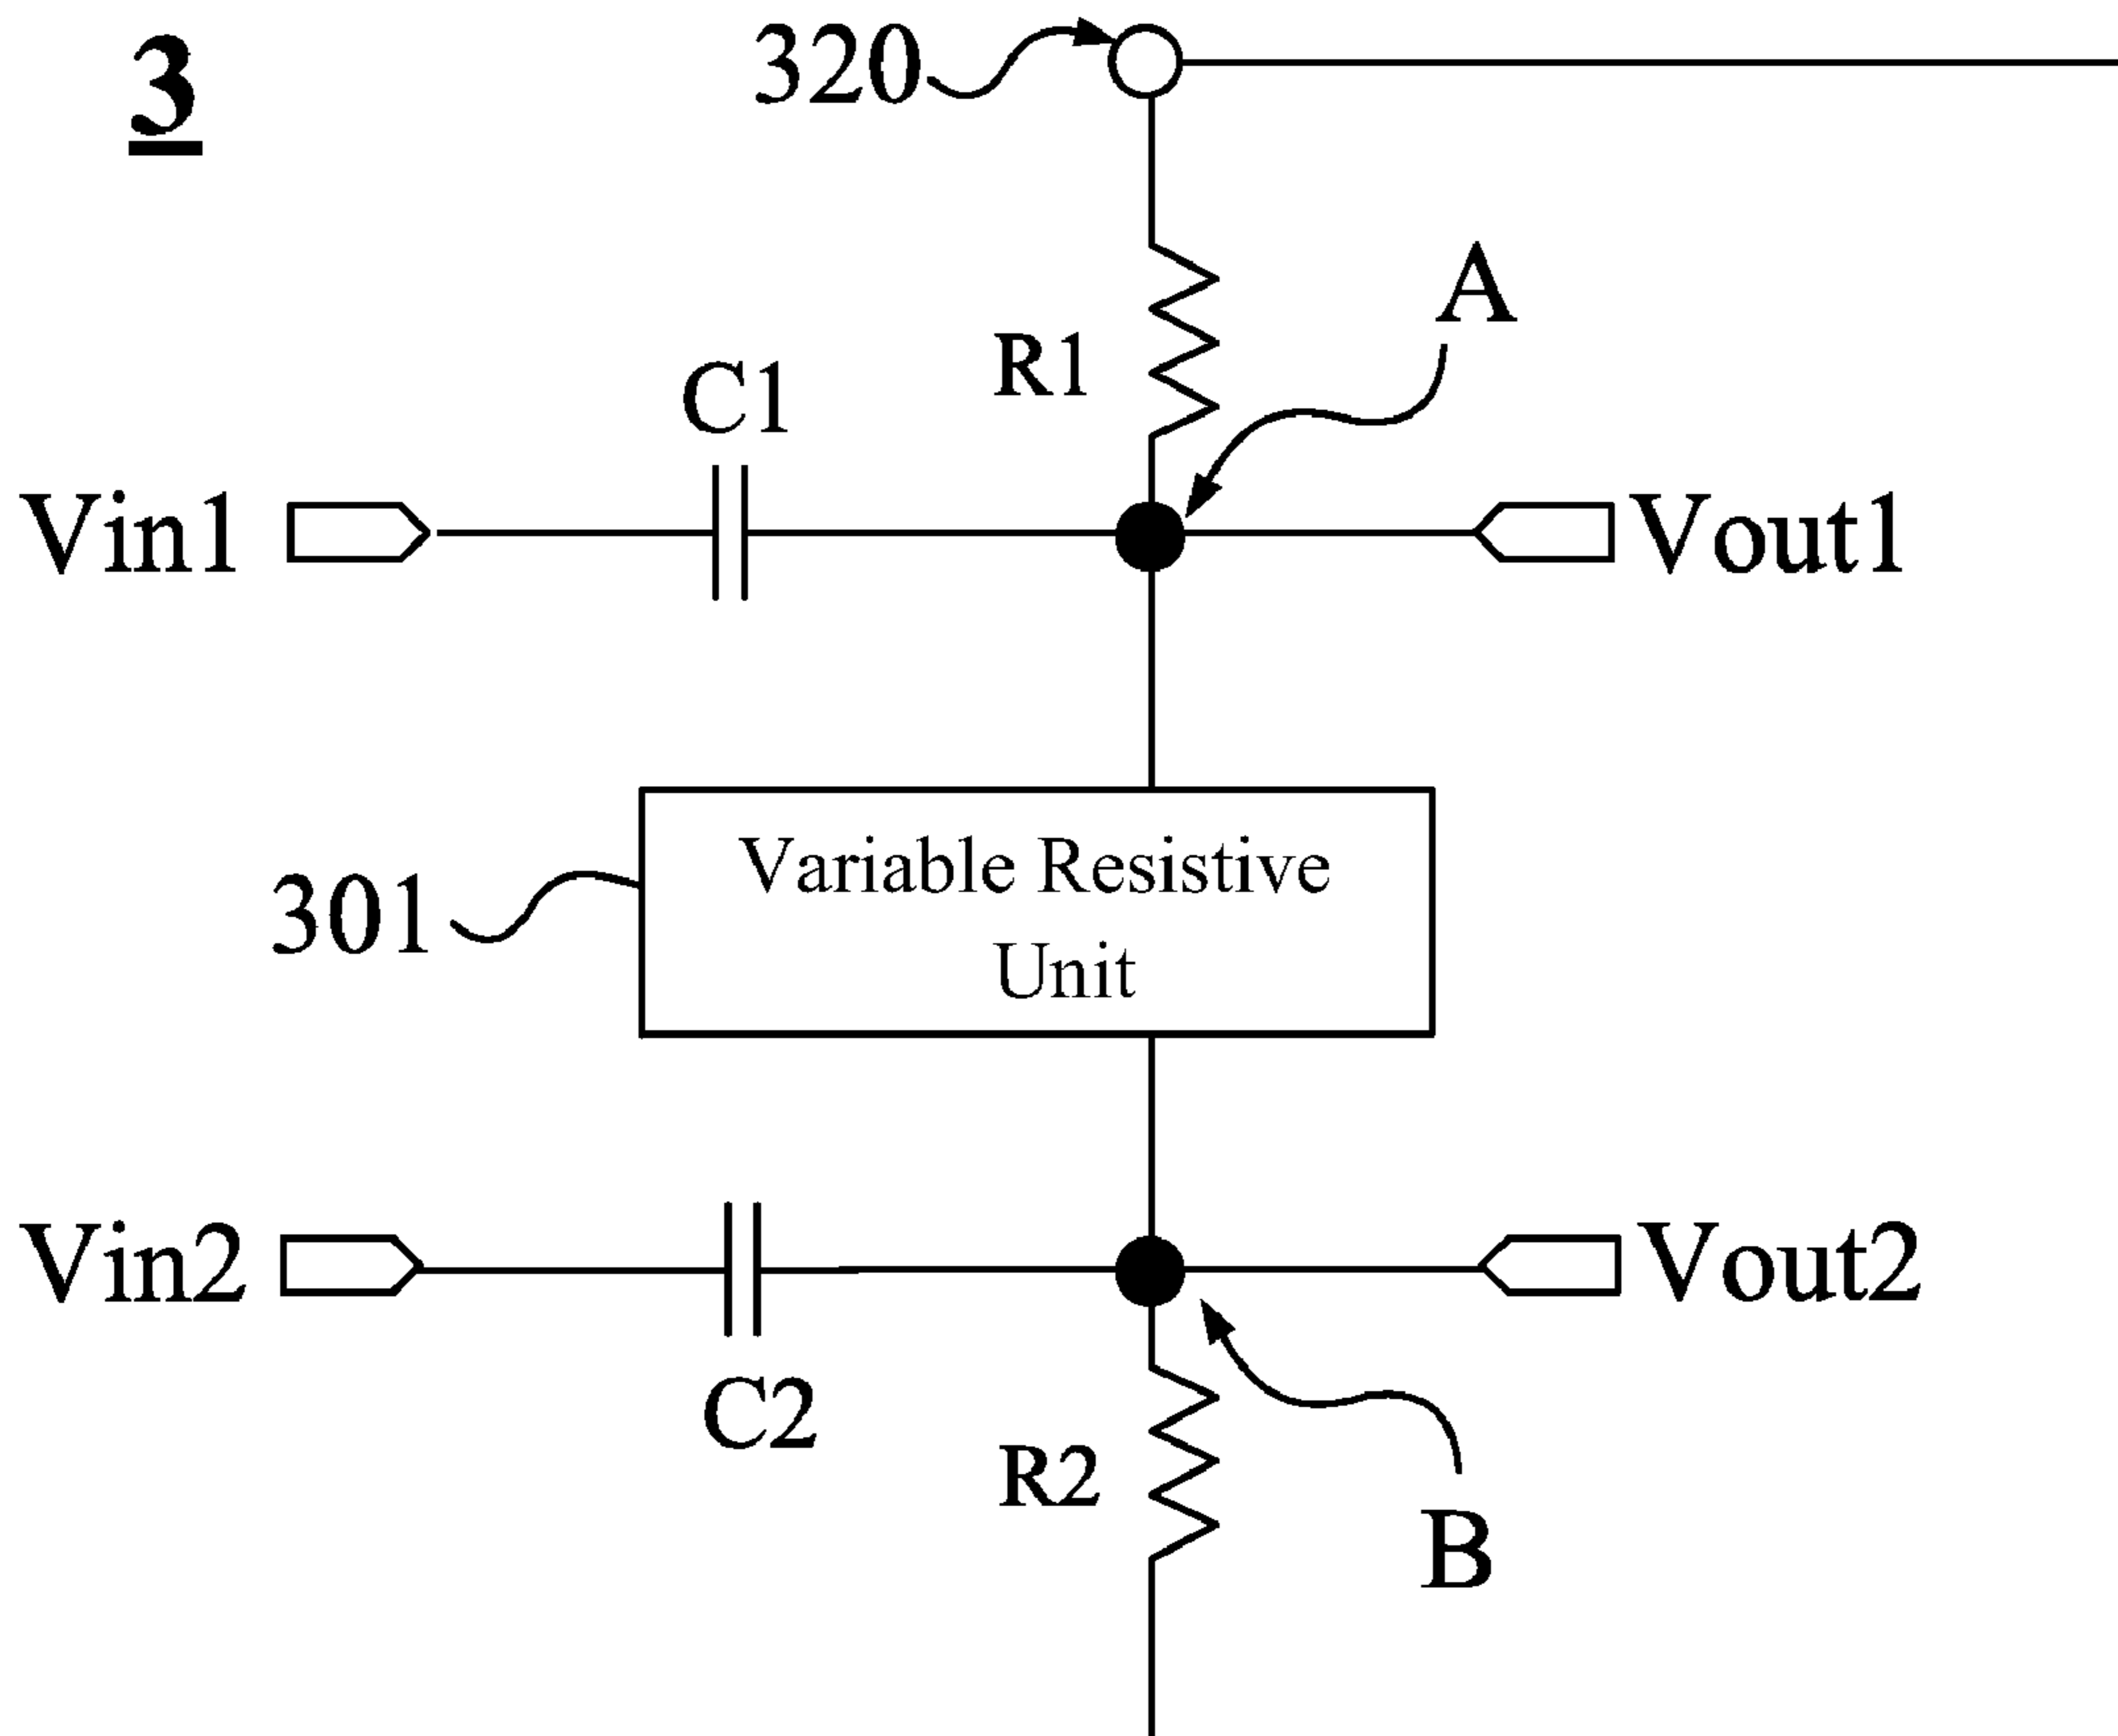 3
320
A
R1
C1
Vin1
Vout1
Variable Resistive
Unit
301
Vin2
Vout2
C2
R2
B